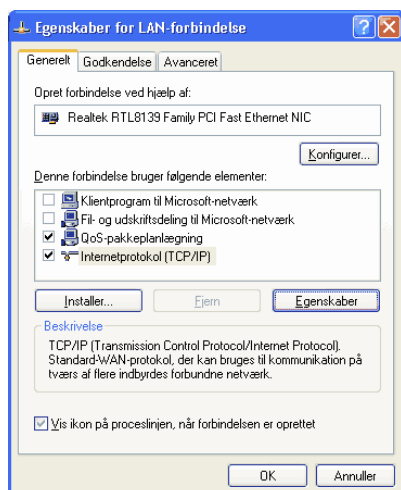 Egenskaber for LAN-forbindelse
Generelt Godkendelse Avanceret
Opret forbindelse ved hjælp af:
Realtek RTL8139 Family PCI Fast Ethernet NIC
Konfigurer...
Denne forbindelse bruger følgende elementer:
Klientprogram til Microsoft-netværk
Fil- og udskriftsdeling til Microsoft-netværk
QoS-pakkeplanlægning
Internetprotokol (TCP/IP)
Installer... Fjern Egenskaber
Beskrivelse
TCP/IP (Transmission Control Protocol/Internet Protocol).
Standard-WAN-protokol, der kan bruges til kommunikation på
tværs af flere indbyrdes forbundne netværk.
Vis ikon på proceslinjen, når forbindelsen er oprettet
OK Annuller